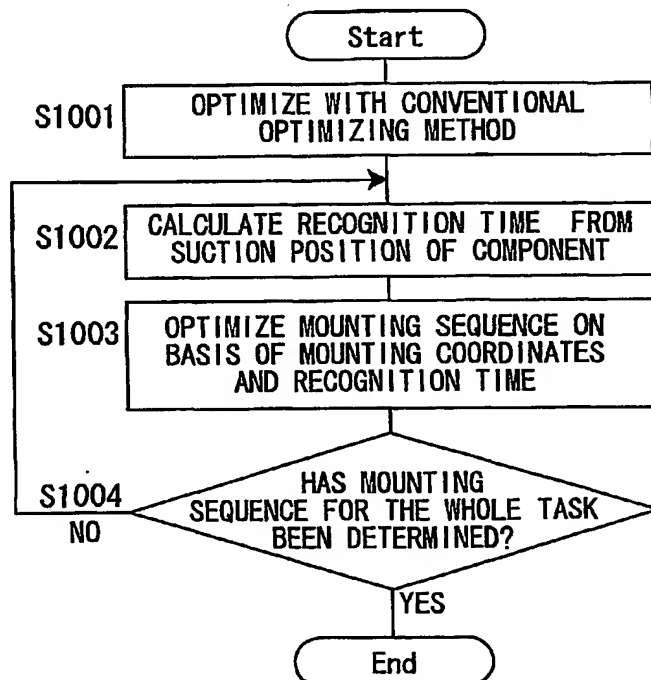 Start
S1001
OPTIMIZE WITH CONVENTIONAL
OPTIMIZING METHOD
S1002
CALCULATE RECOGNITION TIME FROM
SUCTION POSITION OF COMPONENT
S1003
OPTIMIZE MOUNTING SEQUENCE ON
BASIS OF MOUNTING COORDINATES
AND RECOGNITION TIME
S1004
HAS MOUNTING
SEQUENCE FOR THE WHOLE TASK
BEEN DETERMINED?
NO
YES
End